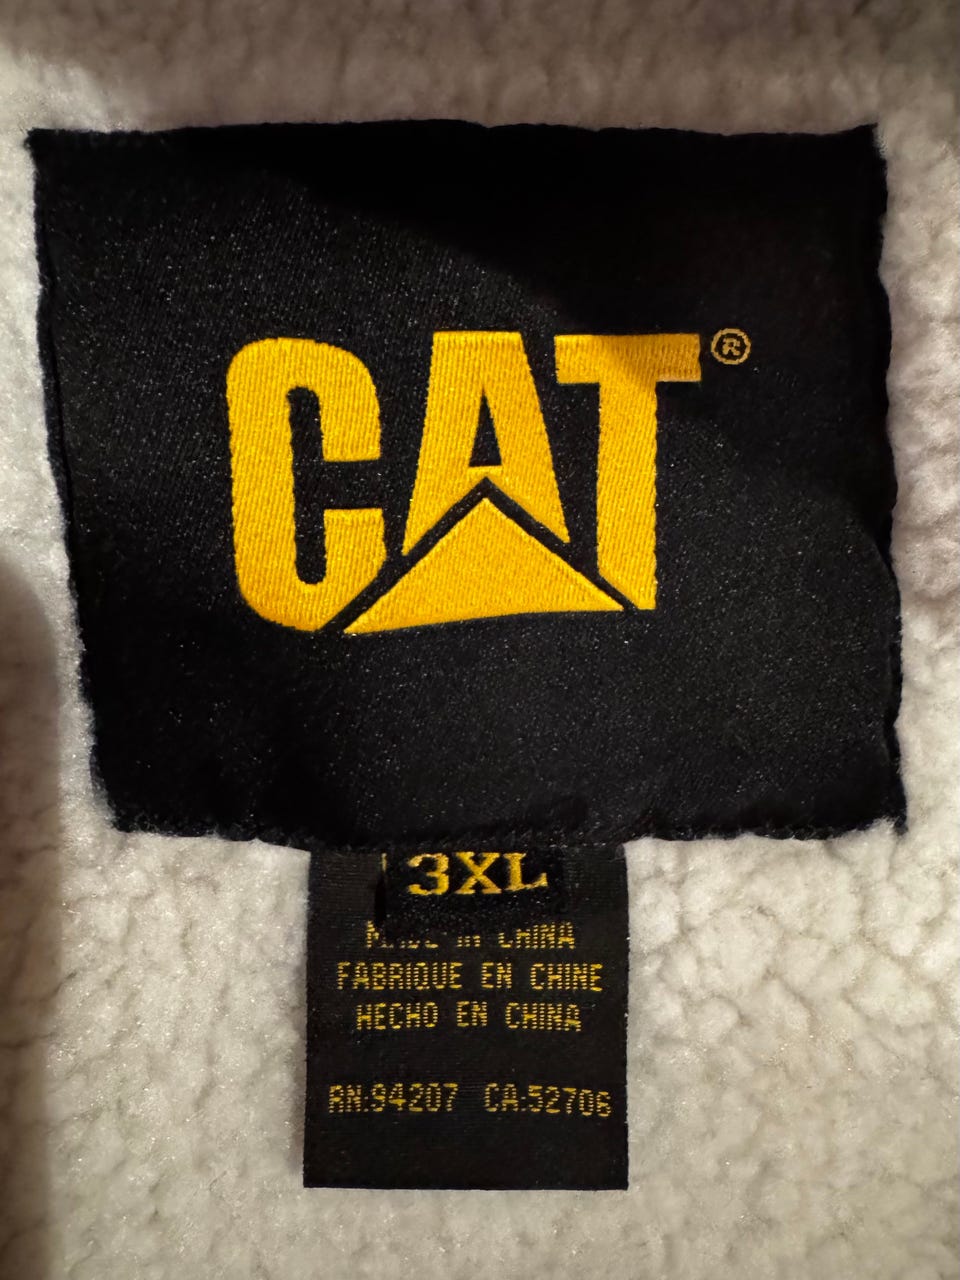 CAT®
3XL
MADE IN CHINA
FABRIQUE EN CHINE
HECHO EN CHINA
RN:94207 CA:52706